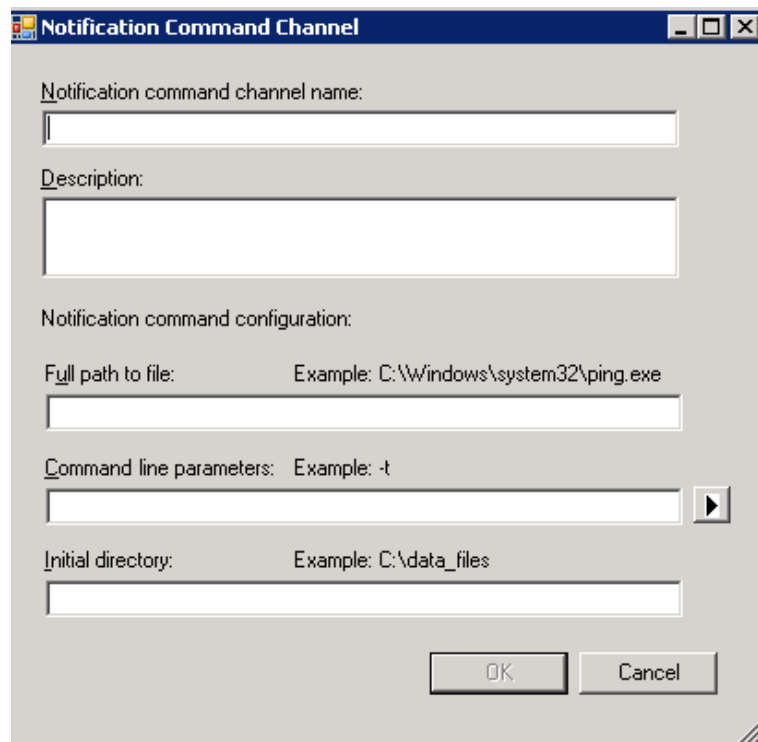 Notification Command Channel
Notification command channel name:
Description:
Notification command configuration:
Full path to file: Example: C:\Windows\system32\ping.exe
Command line parameters: Example: -t
Initial directory: Example: C:\data_files
OK Cancel